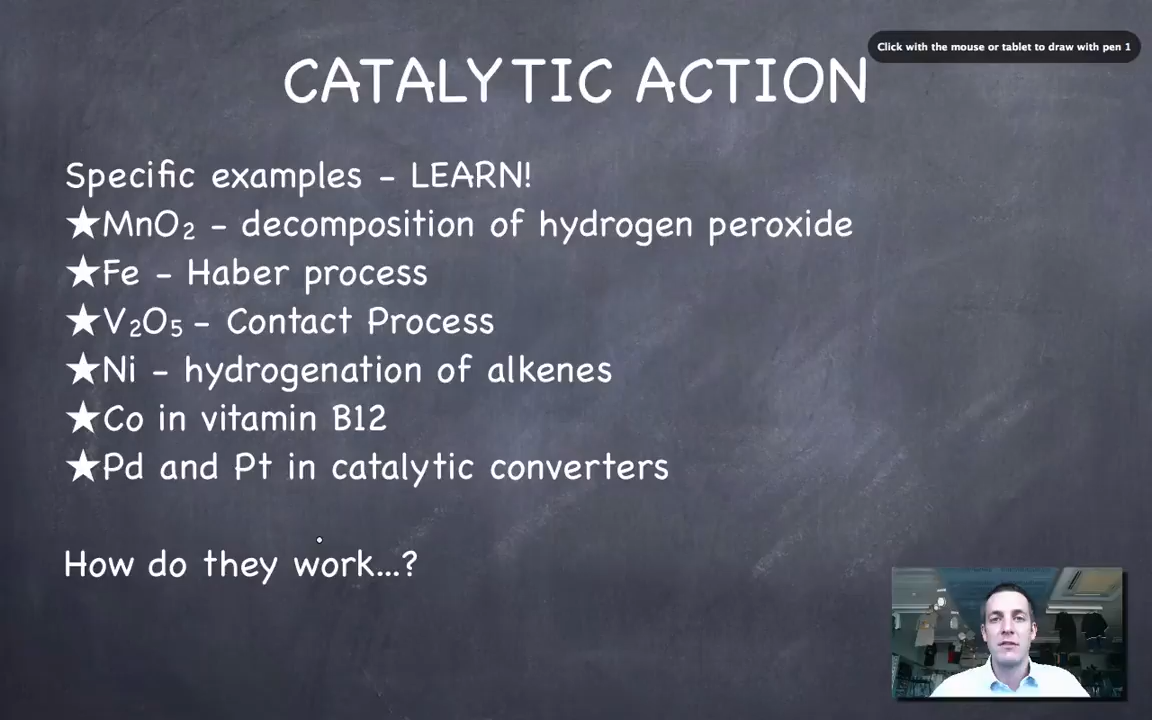 Click with the mouse or tablet to draw with pen 1
CATALYTIC ACTION
Specific examples - LEARN!
★MnO₂ - decomposition of hydrogen peroxide
★Fe - Haber process
★V₂O₅ - Contact Process
★Ni - hydrogenation of alkenes
★Co in vitamin B12
★Pd and Pt in catalytic converters
How do they work...?